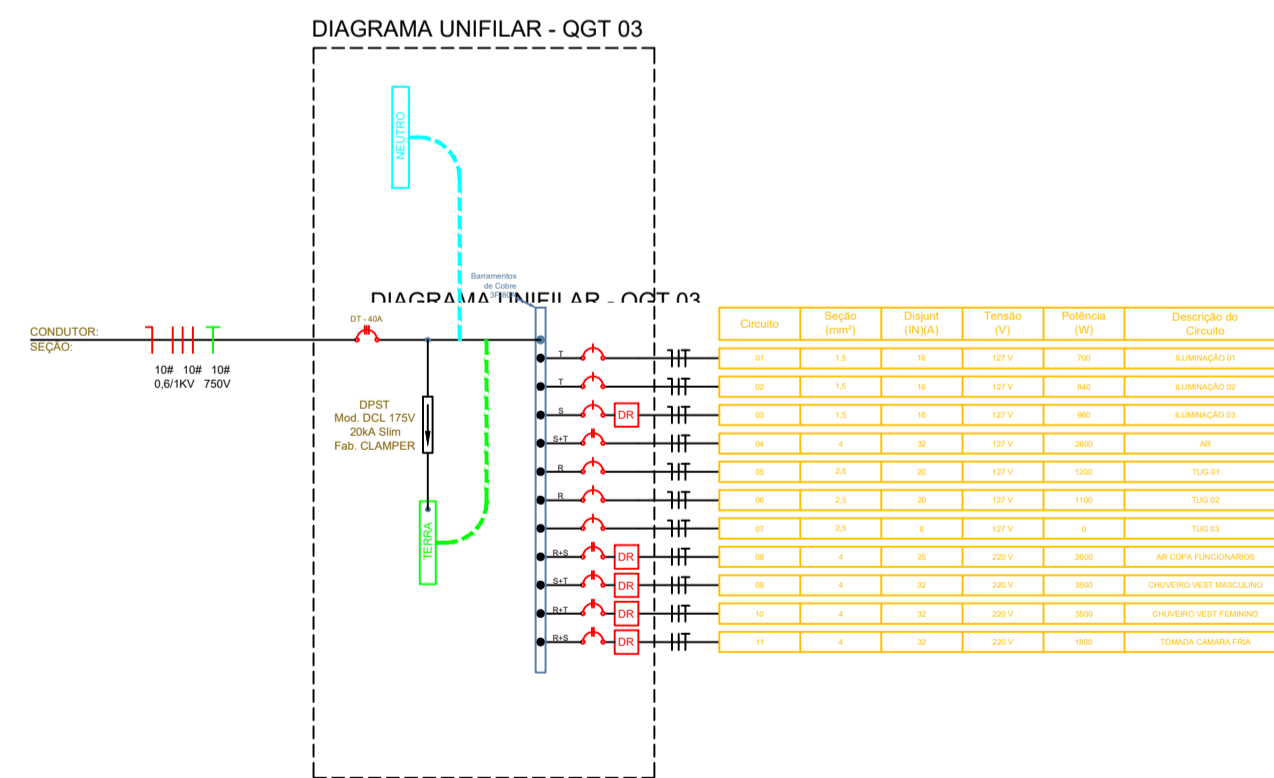 DIAGRAMA UNIFILAR - QGT 03
NEUTRO
Barramentos
de Cobre
DIAGRAMA UNIFILAR - QGT 03
DT - 40A
CONDUTOR:
SEÇÃO:
10# 10# 10#
0,6/1KV 750V
DPST
Mod. DCL 175V
20kA Slim
Fab. CLAMPER
TERRA
Circuito Seção (mm²) Disjunt (IN)(A) Tensão (V) Potência (W) Descrição do Circuito
T 01 1,5 16 127 V 700 ILUMINAÇÃO 01
T 02 1,5 16 127 V 840 ILUMINAÇÃO 02
S DR 03 1,5 16 127 V 960 ILUMINAÇÃO 03
S+T 04 4 32 127 V 2600 AR
R 05 2,5 20 127 V 1200 TUG 01
R 06 2,5 20 127 V 1100 TUG 02
07 2,5 6 127 V 0 TUG 03
R+S DR 08 4 25 220 V 2600 AR COPA FUNCIONARIOS
S+T DR 09 4 32 220 V 3500 CHUVEIRO VEST MASCULINO
R+T DR 10 4 32 220 V 3500 CHUVEIRO VEST FEMININO
R+S DR 11 4 32 220 V 1800 TOMADA CAMARA FRIA